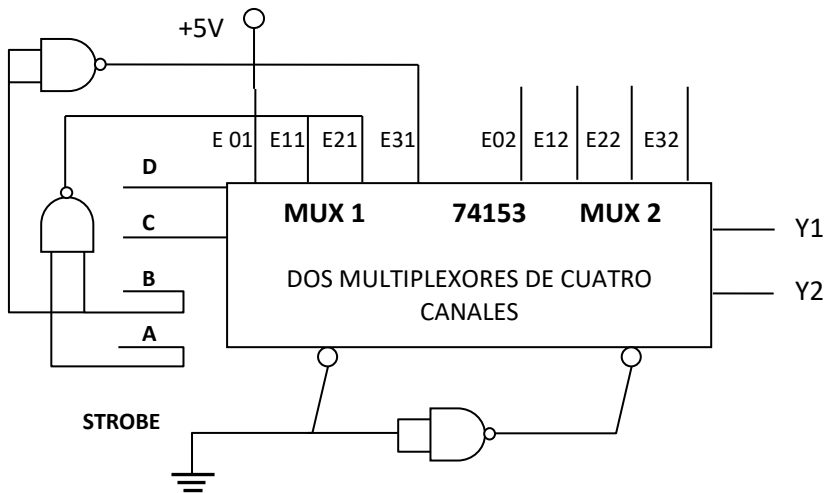 +5V
E 01 E11 E21 E31 E02 E12 E22 E32
D
MUX 1 74153 MUX 2
C
Y1
DOS MULTIPLEXORES DE CUATRO
CANALES
B
Y2
A
STROBE